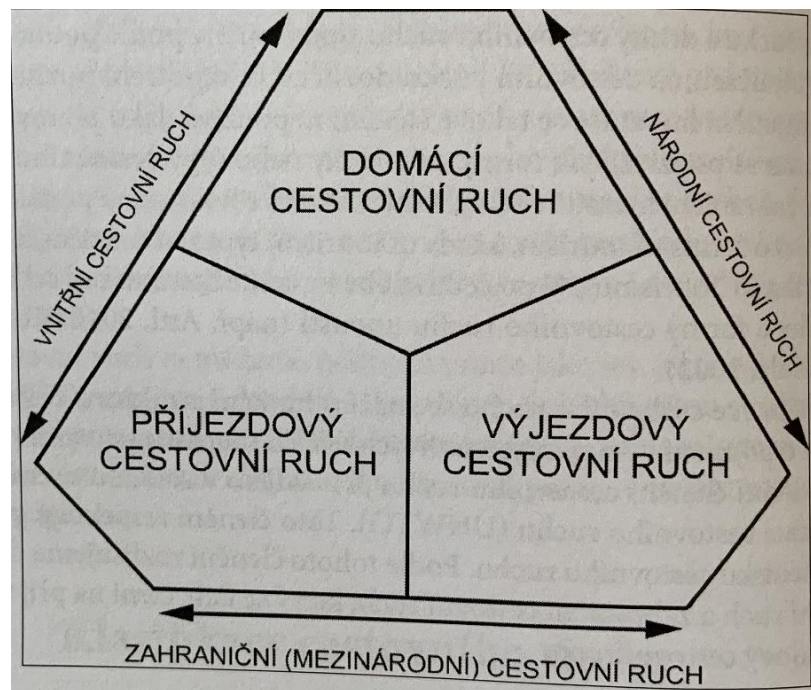 DOMÁCÍ
CESTOVNÍ RUCH
VNITŘNÍ CESTOVNÍ RUCH
NÁRODNÍ CESTOVNÍ RUCH
PŘÍJEZDOVÝ
CESTOVNÍ RUCH
VÝJEZDOVÝ
CESTOVNÍ RUCH
ZAHRANIČNÍ (MEZINÁRODNÍ) CESTOVNÍ RUCH